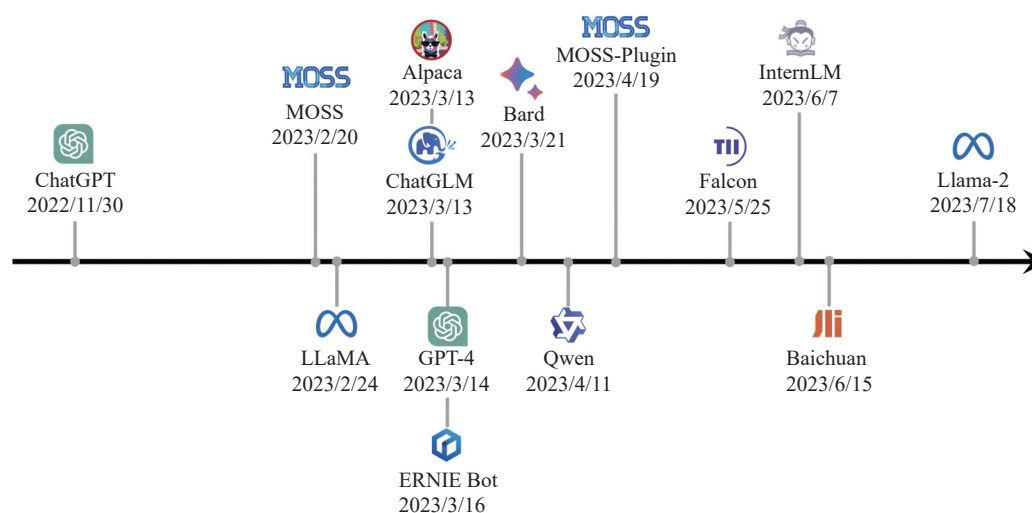 MOSS
MOSS-Plugin
2023/4/19
Alpaca
2023/3/13
InternLM
2023/6/7
MOSS
MOSS
2023/2/20
Bard
2023/3/21
ChatGPT
2022/11/30
ChatGLM
2023/3/13
TII
Falcon
2023/5/25
Llama-2
2023/7/18
LLaMA
2023/2/24
GPT-4
2023/3/14
Qwen
2023/4/11
Baichuan
2023/6/15
ERNIE Bot
2023/3/16